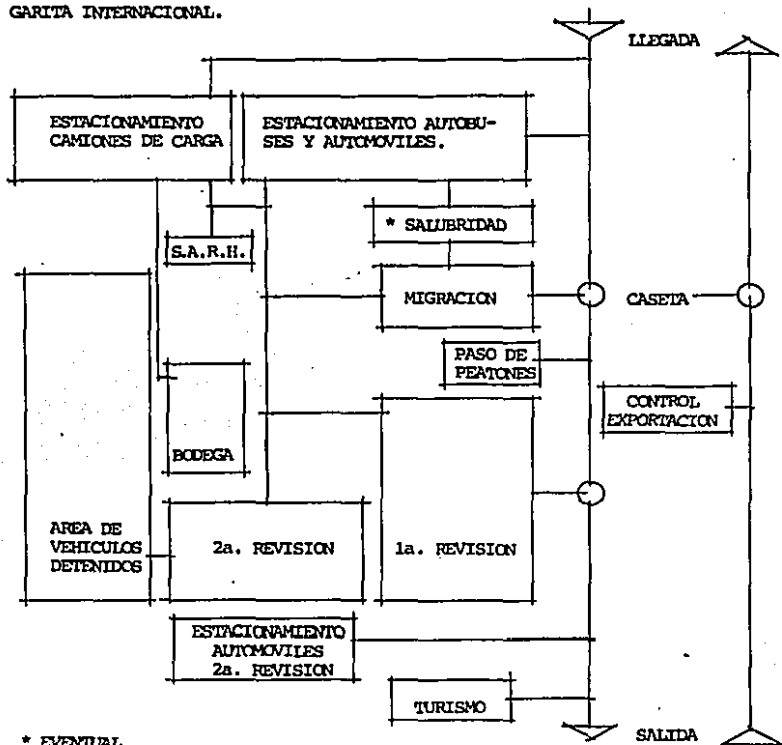 GARITA INTERNACIONAL.
LLEGADA
ESTACIONAMIENTO
CAMIONES DE CARGA
ESTACIONAMIENTO AUTOBU-
SES Y AUTOMOVILES.
* SALUBRIDAD
S.A.R.H.
MIGRACION
CASETA
PASO DE
PEATONES
CONTROL
EXPORTACION
BODEGA
AREA DE
VEHICULOS
DETENIDOS
2a. REVISION
1a. REVISION
ESTACIONAMIENTO
AUTOMOVILES
2a. REVISION
TURISMO
SALIDA
* EVENTUAL